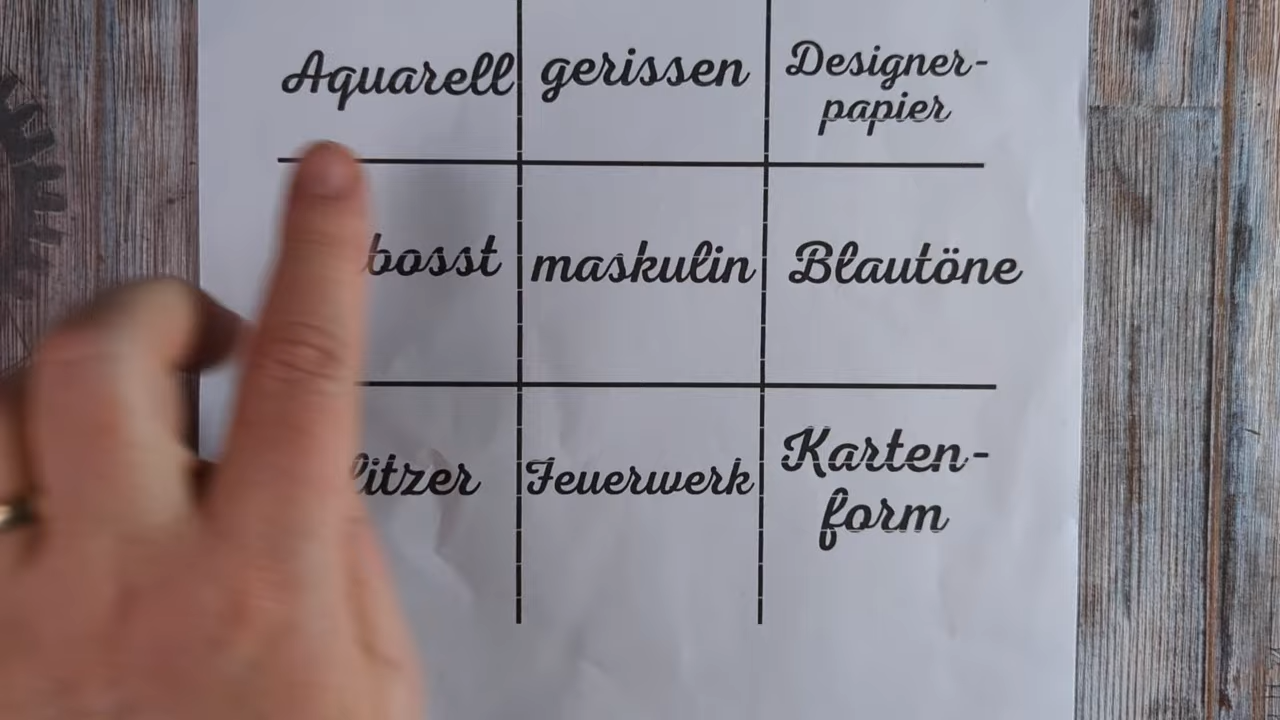 Aquarell gerissen Designer-
papier
bosst maskulin Blautöne
litzer Feuerwerk Karten-
form